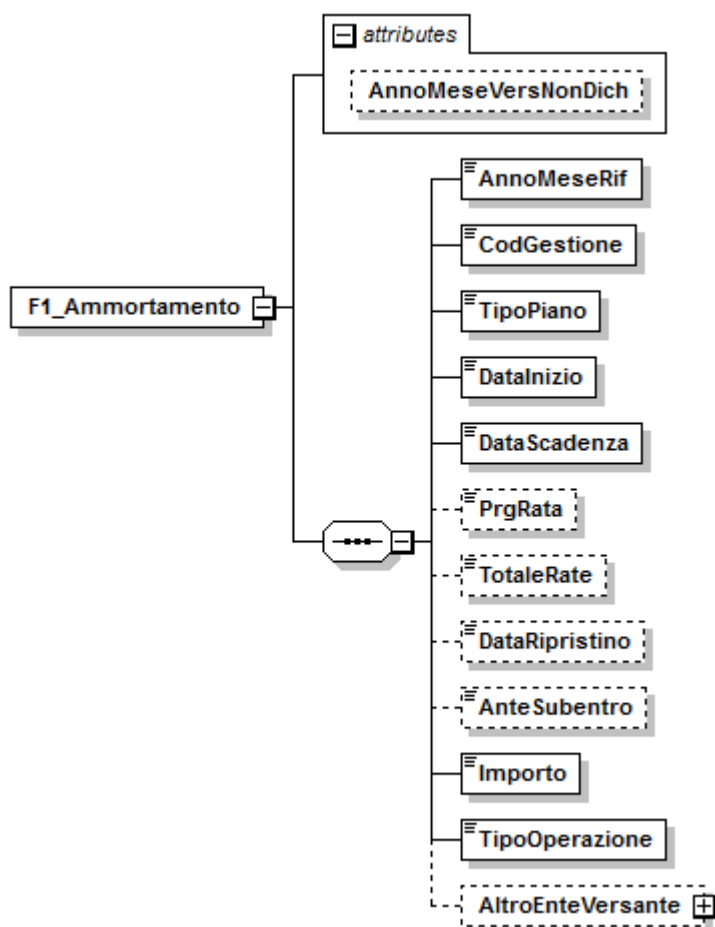 attributes
AnnoMeseVersNonDich
AnnoMeseRif
CodGestione
F1_Ammortamento
TipoPiano
DataInizio
DataScadenza
PrgRata
TotaleRate
DataRipristino
AnteSubentro
Importo
TipoOperazione
AltroEnteVersante